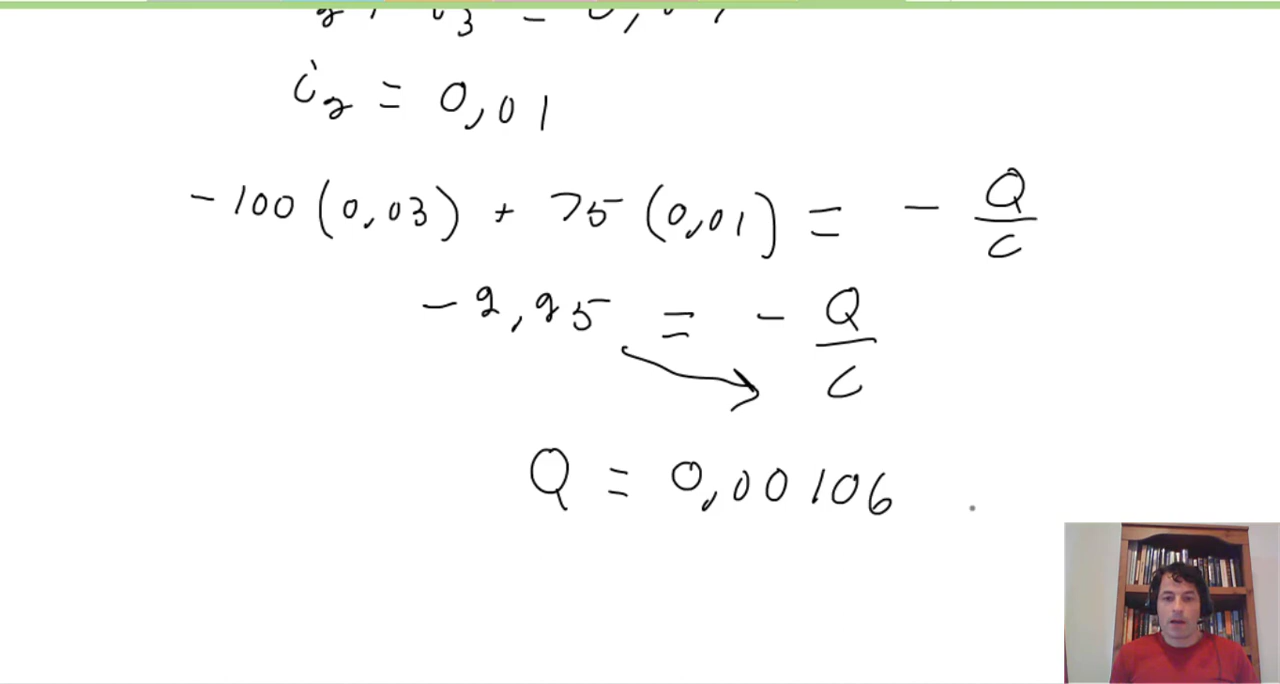 i₂ = 0,01
-100 (0,03) + 75 (0,01) = - Q/C
-2,25 = - Q/C
Q = 0,00106